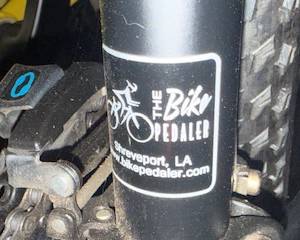 THE Bike
PEDALER
Shreveport, LA
www.bikepedaler.com